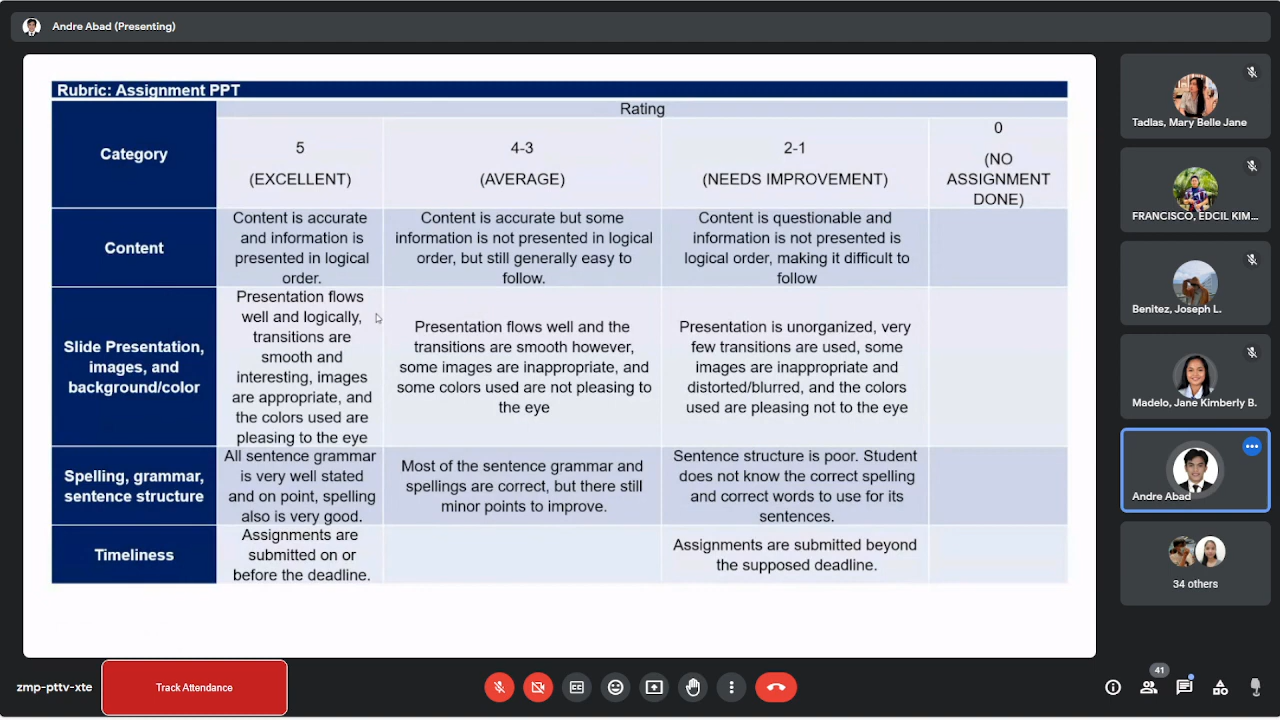 Andre Abad (Presenting)
Rubric: Assignment PPT
Category
Rating
5
(EXCELLENT)
4-3
(AVERAGE)
2-1
(NEEDS IMPROVEMENT)
0
(NO
ASSIGNMENT
DONE)
Content
Content is accurate
and information is
presented in logical
order.
Content is accurate but some
information is not presented in logical
order, but still generally easy to
follow.
Content is questionable and
information is not presented is
logical order, making it difficult to
follow
Slide Presentation,
images, and
background/color
Presentation flows
well and logically,
transitions are
smooth and
interesting, images
are appropriate, and
the colors used are
pleasing to the eye
Presentation flows well and the
transitions are smooth however,
some images are inappropriate, and
some colors used are not pleasing to
the eye
Presentation is unorganized, very
few transitions are used, some
images are inappropriate and
distorted/blurred, and the colors
used are pleasing not to the eye
Spelling, grammar,
sentence structure
All sentence grammar
is very well stated
and on point, spelling
also is very good.
Most of the sentence grammar and
spellings are correct, but there still
minor points to improve.
Sentence structure is poor. Student
does not know the correct spelling
and correct words to use for its
sentences.
Timeliness
Assignments are
submitted on or
before the deadline.
Assignments are submitted beyond
the supposed deadline.
Tadlas, Mary Belle Jane
FRANCISCO, EDCIL KIM...
Benitez, Joseph L.
Madelo, Jane Kimberly B.
Andre Abad
34 others
zmp-pttv-xte
Track Attendance
41